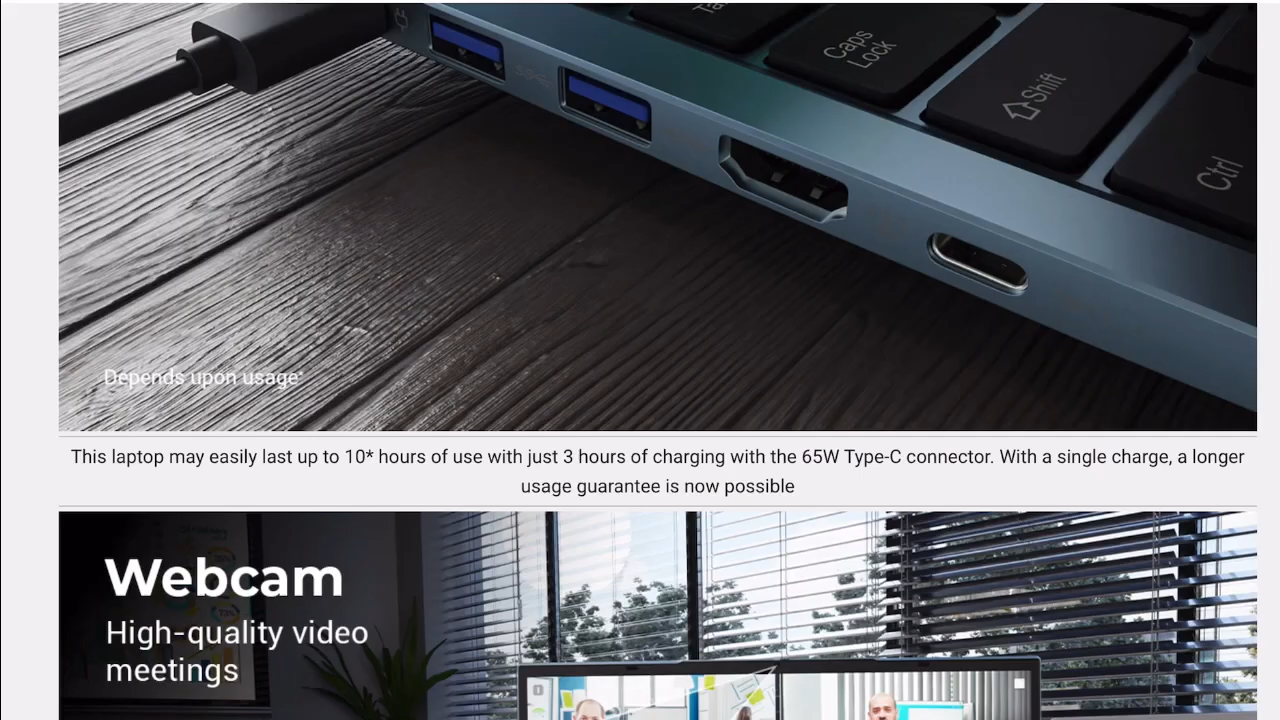 Ta
Caps
Lock
Shift
Ctrl
Depends upon usage*
This laptop may easily last up to 10* hours of use with just 3 hours of charging with the 65W Type-C connector. With a single charge, a longer
usage guarantee is now possible
Webcam
High-quality video
meetings